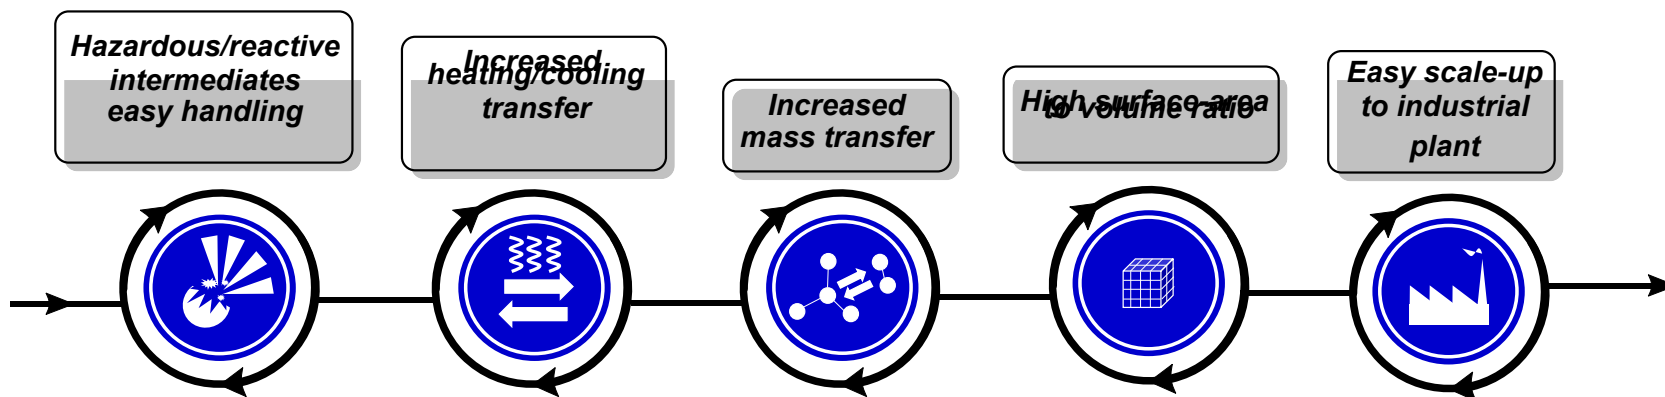 Hazardous/reactive
intermediates
easy handling
Increased
heating/cooling
transfer
Increased
mass transfer
High surface-area
to volume ratio
Easy scale-up
to industrial
plant